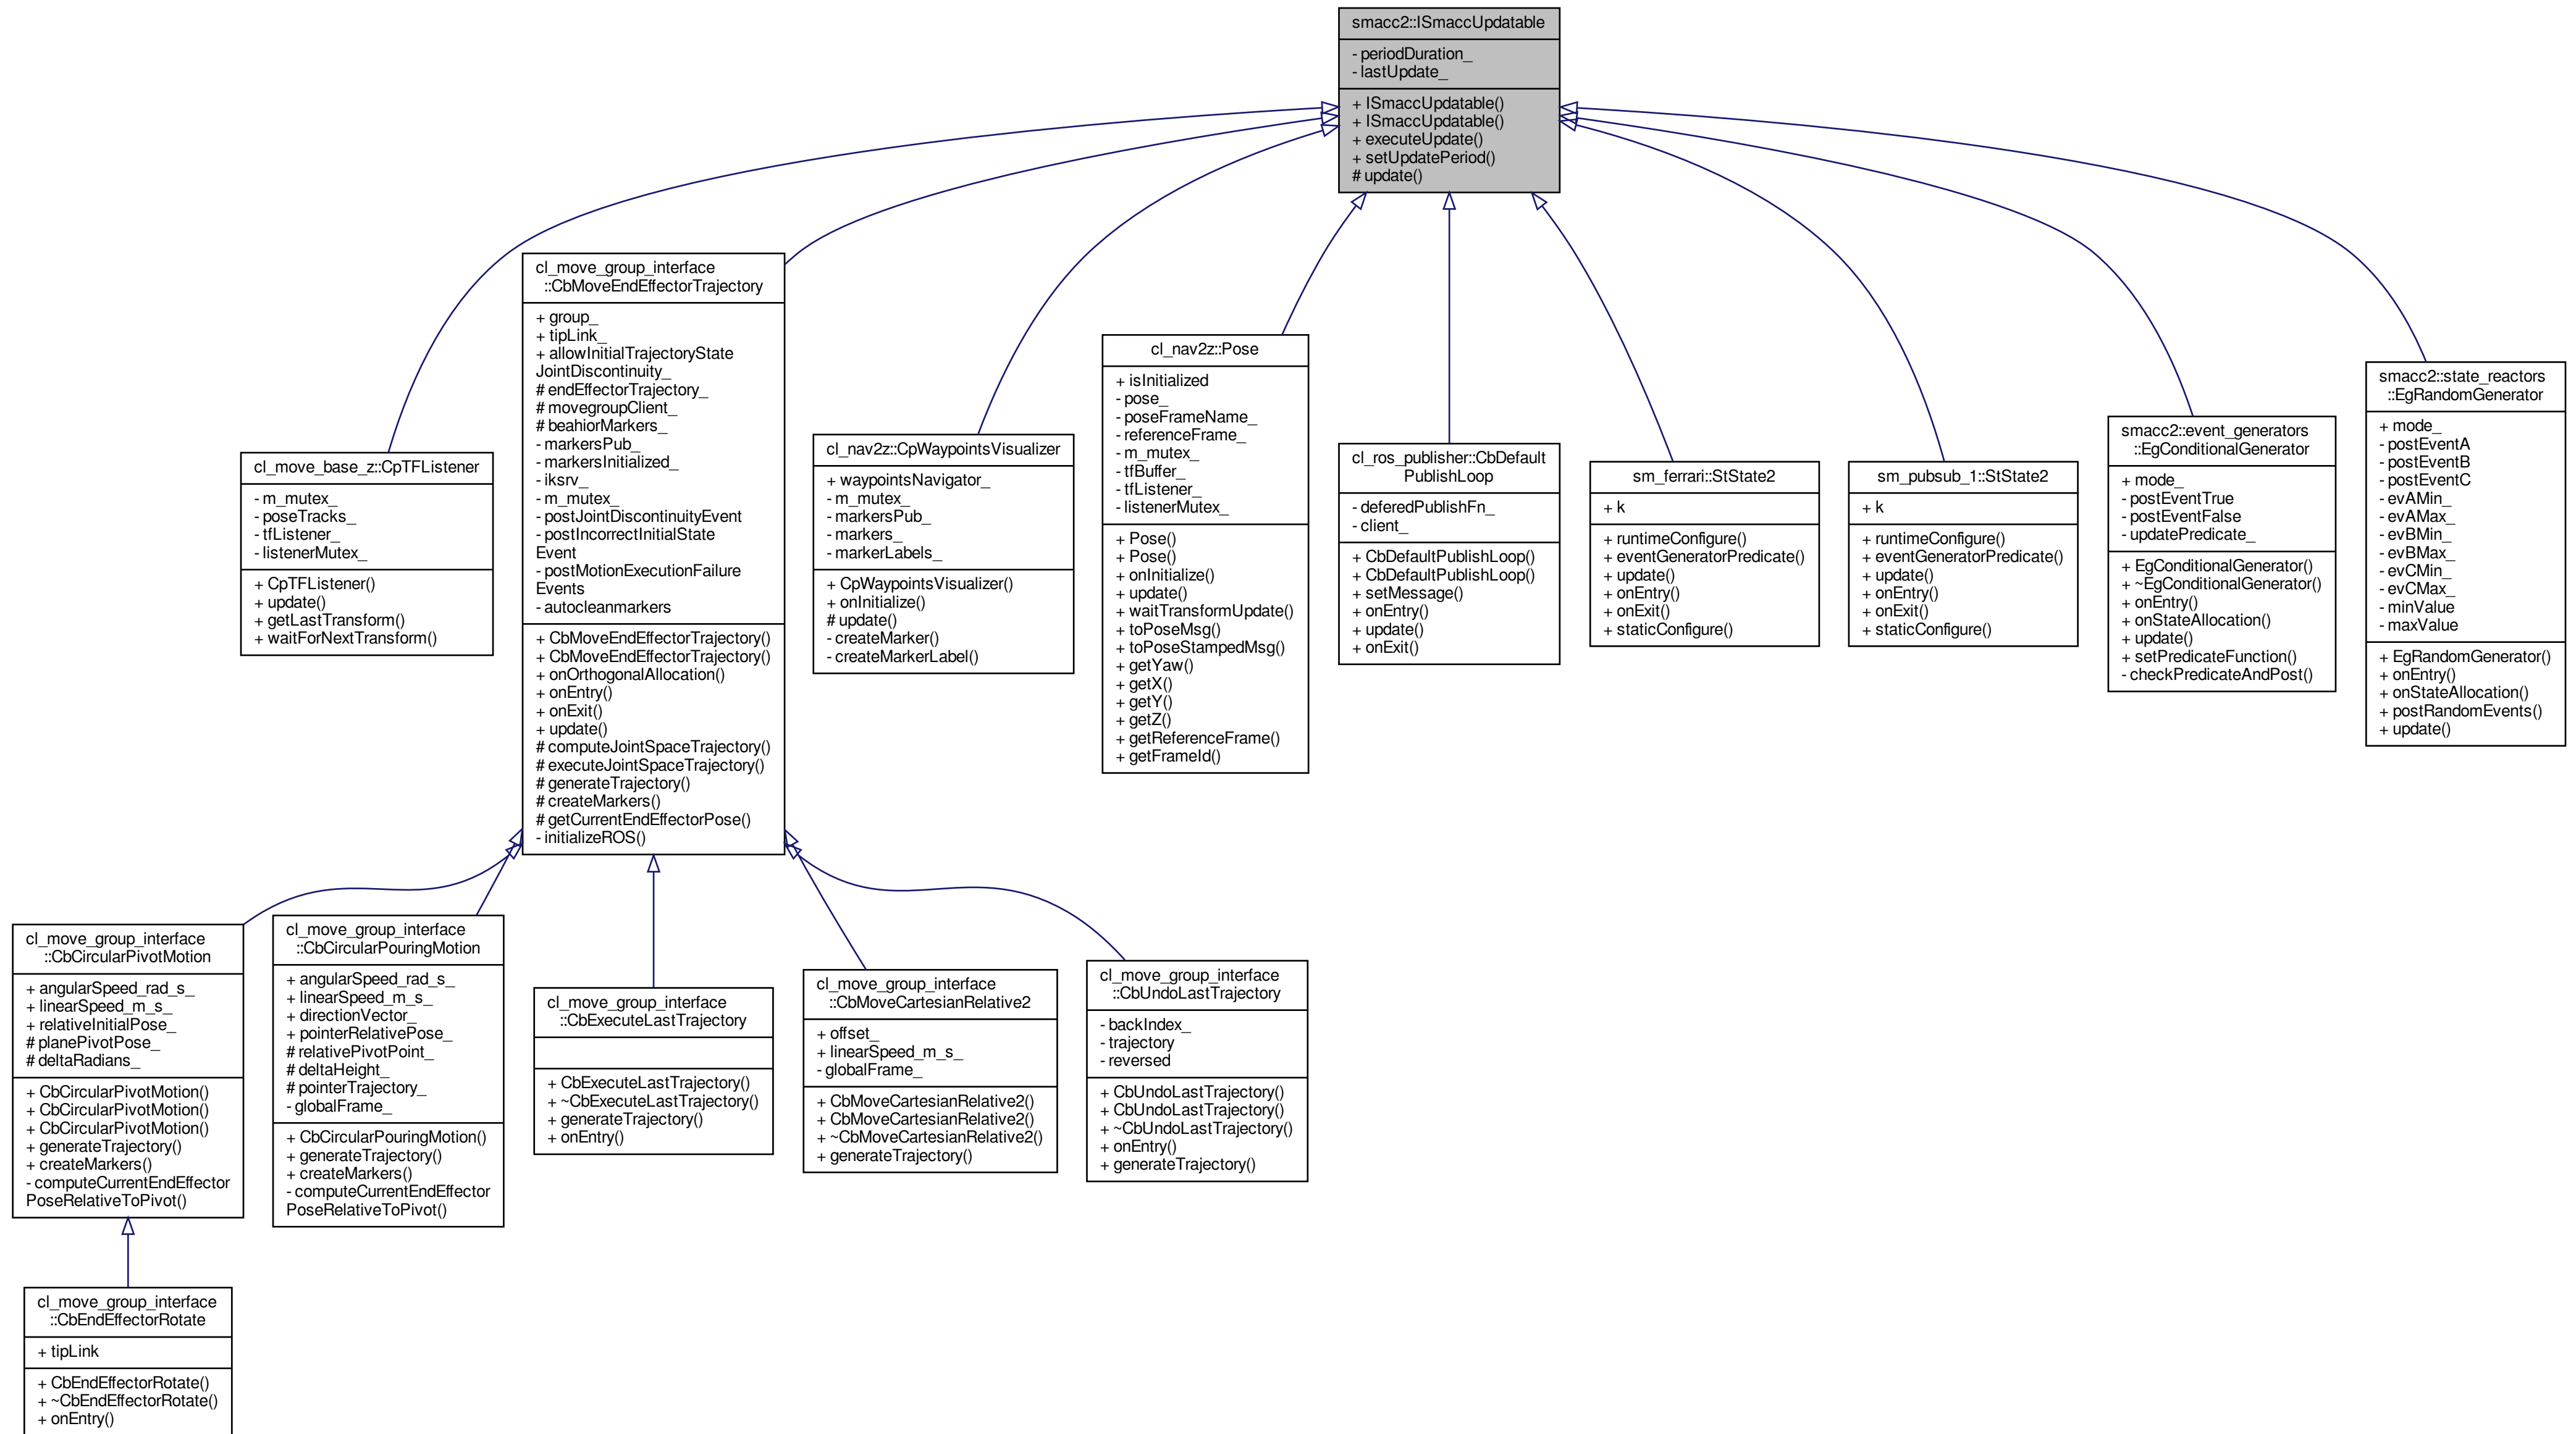 smacc2::ISmaccUpdatable
- periodDuration_
- lastUpdate_
+ ISmaccUpdatable()
+ ISmaccUpdatable()
+ executeUpdate()
+ setUpdatePeriod()
# update()
cl_move_base_z::CpTFListener
- m_mutex_
- poseTracks_
- tfListener_
- listenerMutex_
+ CpTFListener()
+ update()
+ getLastTransform()
+ waitForNextTransform()
cl_move_group_interface
::CbMoveEndEffectorTrajectory
+ group_
+ tipLink_
+ allowInitialTrajectoryState
JointDiscontinuity_
# endEffectorTrajectory_
# movegroupClient_
# beahiorMarkers_
- markersPub_
- markersInitialized_
- iksrv_
- m_mutex_
- postJointDiscontinuityEvent
- postIncorrectInitialState
Event
- postMotionExecutionFailure
Events
- autocleanmarkers
+ CbMoveEndEffectorTrajectory()
+ CbMoveEndEffectorTrajectory()
+ onOrthogonalAllocation()
+ onEntry()
+ onExit()
+ update()
# computeJointSpaceTrajectory()
# executeJointSpaceTrajectory()
# generateTrajectory()
# createMarkers()
# getCurrentEndEffectorPose()
- initializeROS()
cl_nav2z::CpWaypointsVisualizer
+ waypointsNavigator_
- m_mutex_
- markersPub_
- markers_
- markerLabels_
+ CpWaypointsVisualizer()
+ onInitialize()
# update()
- createMarker()
- createMarkerLabel()
cl_nav2z::Pose
+ isInitialized
- pose_
- poseFrameName_
- referenceFrame_
- m_mutex_
- tfBuffer_
- tfListener_
- listenerMutex_
+ Pose()
+ Pose()
+ onInitialize()
+ update()
+ waitTransformUpdate()
+ toPoseMsg()
+ toPoseStampedMsg()
+ getYaw()
+ getX()
+ getY()
+ getZ()
+ getReferenceFrame()
+ getFrameId()
cl_ros_publisher::CbDefault
PublishLoop
- deferedPublishFn_
- client_
+ CbDefaultPublishLoop()
+ CbDefaultPublishLoop()
+ setMessage()
+ onEntry()
+ update()
+ onExit()
sm_ferrari::StState2
+ k
+ runtimeConfigure()
+ eventGeneratorPredicate()
+ update()
+ onEntry()
+ onExit()
+ staticConfigure()
sm_pubsub_1::StState2
+ k
+ runtimeConfigure()
+ eventGeneratorPredicate()
+ update()
+ onEntry()
+ onExit()
+ staticConfigure()
smacc2::event_generators
::EgConditionalGenerator
+ mode_
- postEventTrue
- postEventFalse
- updatePredicate_
+ EgConditionalGenerator()
+ ~EgConditionalGenerator()
+ onEntry()
+ onStateAllocation()
+ update()
+ setPredicateFunction()
- checkPredicateAndPost()
smacc2::state_reactors
::EgRandomGenerator
+ mode_
- postEventA
- postEventB
- postEventC
- evAMin_
- evAMax_
- evBMin_
- evBMax_
- evCMin_
- evCMax_
- minValue
- maxValue
+ EgRandomGenerator()
+ onEntry()
+ onStateAllocation()
+ postRandomEvents()
+ update()
cl_move_group_interface
::CbCircularPivotMotion
+ angularSpeed_rad_s_
+ linearSpeed_m_s_
+ relativeInitialPose_
# planePivotPose_
# deltaRadians_
+ CbCircularPivotMotion()
+ CbCircularPivotMotion()
+ CbCircularPivotMotion()
+ generateTrajectory()
+ createMarkers()
- computeCurrentEndEffector
PoseRelativeToPivot()
cl_move_group_interface
::CbCircularPouringMotion
+ angularSpeed_rad_s_
+ linearSpeed_m_s_
+ directionVector_
+ pointerRelativePose_
# relativePivotPoint_
# deltaHeight_
# pointerTrajectory_
- globalFrame_
+ CbCircularPouringMotion()
+ generateTrajectory()
+ createMarkers()
- computeCurrentEndEffector
PoseRelativeToPivot()
cl_move_group_interface
::CbExecuteLastTrajectory
+ CbExecuteLastTrajectory()
+ ~CbExecuteLastTrajectory()
+ generateTrajectory()
+ onEntry()
cl_move_group_interface
::CbMoveCartesianRelative2
+ offset_
+ linearSpeed_m_s_
- globalFrame_
+ CbMoveCartesianRelative2()
+ CbMoveCartesianRelative2()
+ ~CbMoveCartesianRelative2()
+ generateTrajectory()
cl_move_group_interface
::CbUndoLastTrajectory
- backIndex_
- trajectory
- reversed
+ CbUndoLastTrajectory()
+ CbUndoLastTrajectory()
+ ~CbUndoLastTrajectory()
+ onEntry()
+ generateTrajectory()
cl_move_group_interface
::CbEndEffectorRotate
+ tipLink
+ CbEndEffectorRotate()
+ ~CbEndEffectorRotate()
+ onEntry()